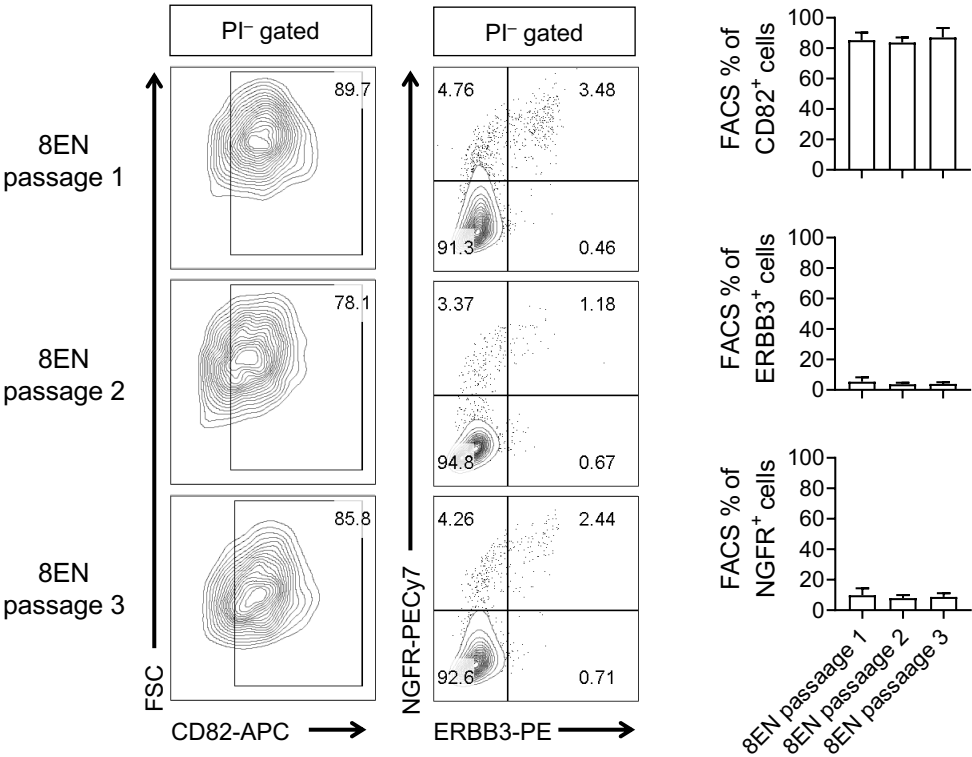 PI⁻ gated
PI⁻ gated
8EN
passage 1
89.7
4.76
3.48
91.3
0.46
8EN
passage 2
78.1
3.37
1.18
94.8
0.67
8EN
passage 3
85.8
4.26
2.44
92.6
0.71
FSC
CD82-APC
NGFR-PECy7
ERBB3-PE
FACS % of
CD82⁺ cells
100
80
60
40
20
0
FACS % of
ERBB3⁺ cells
100
80
60
40
20
0
FACS % of
NGFR⁺ cells
100
80
60
40
20
0
8EN passaage 1
8EN passaage 2
8EN passaage 3